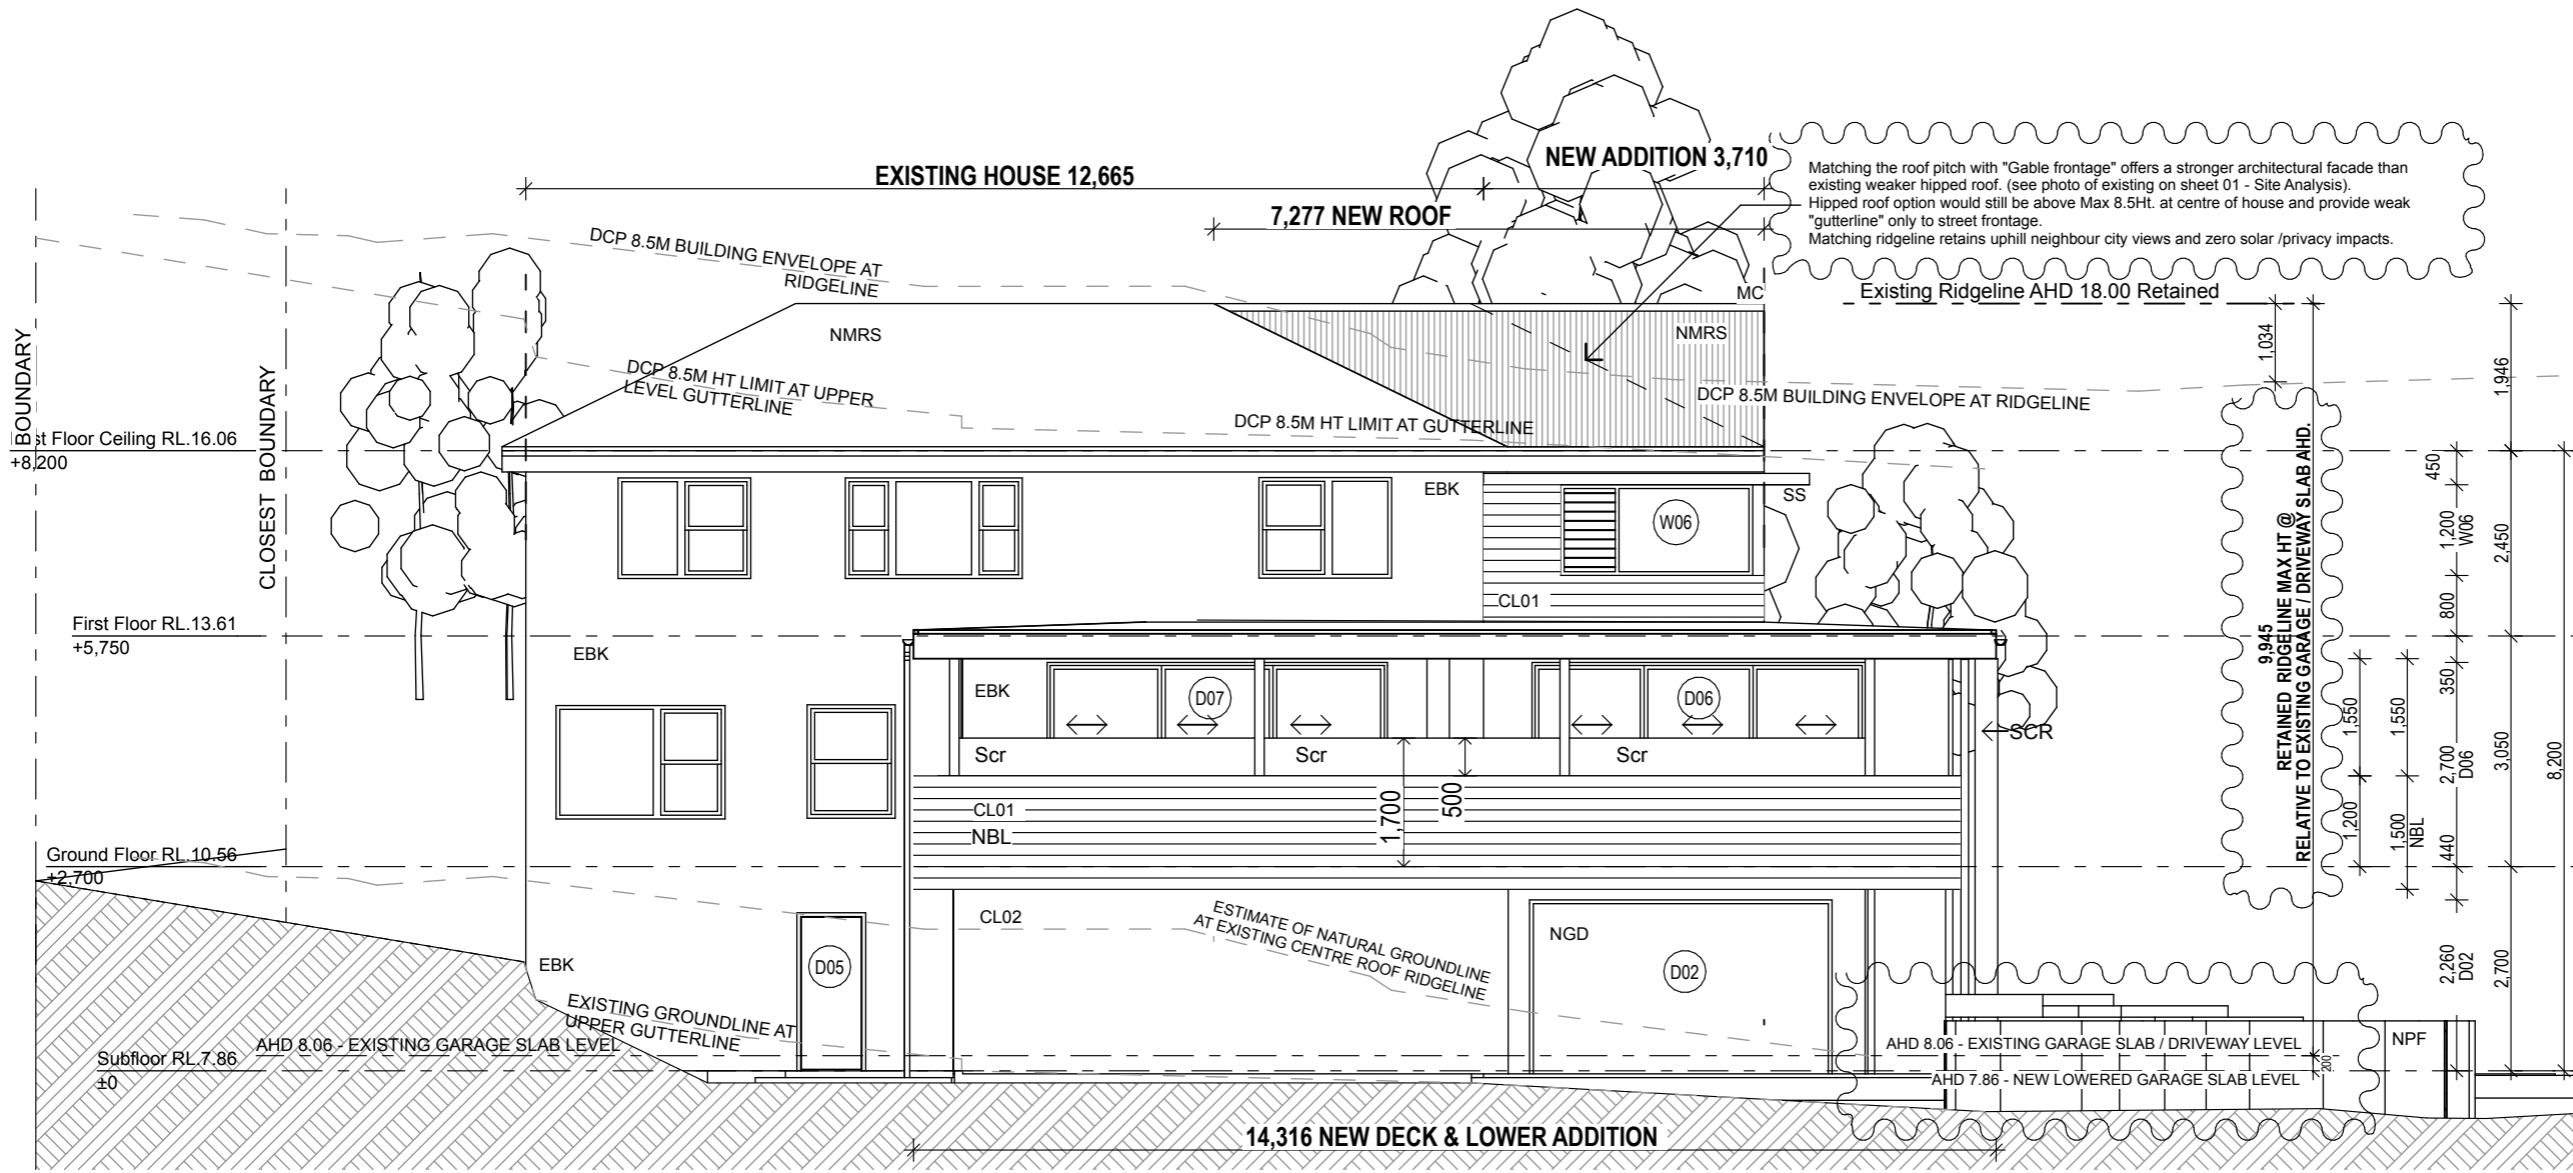 NEW ADDITION 3,710
EXISTING HOUSE 12,665
7,277 NEW ROOF
Matching the roof pitch with "Gable frontage" offers a stronger architectural facade than
existing weaker hipped roof. (see photo of existing on sheet 01 - Site Analysis).
Hipped roof option would still be above Max 8.5Ht. at centre of house and provide weak
"gutterline" only to street frontage.
Matching ridgeline retains uphill neighbour city views and zero solar /privacy impacts.
DCP 8.5M BUILDING ENVELOPE AT
RIDGELINE
MC
Existing Ridgeline AHD 18.00 Retained
NMRS
NMRS
1,034
1,946
BOUNDARY
CLOSEST BOUNDARY
DCP 8.5M HT LIMIT AT UPPER
LEVEL GUTTERLINE
DCP 8.5M BUILDING ENVELOPE AT RIDGELINE
DCP 8.5M HT LIMIT AT GUTTERLINE
st Floor Ceiling RL.16.06
+8,200
EBK
SS
W06
CL01
450
1,200
W06
2,450
800
First Floor RL.13.61
+5,750
EBK
EBK
D07
D06
SCR
Scr
Scr
Scr
1,700
500
CL01
NBL
9,945
RETAINED RIDGELINE MAX HT @
RELATIVE TO EXISTING GARAGE / DRIVEWAY SLAB AHD.
350
1,550
1,550
2,700
D06
3,050
8,200
1,200
1,500
NBL
440
Ground Floor RL.10.56
+2,700
CL02
ESTIMATE OF NATURAL GROUNDLINE
AT EXISTING CENTRE ROOF RIDGELINE
NGD
D05
D02
EBK
2,260
D02
2,700
EXISTING GROUNDLINE AT
UPPER GUTTERLINE
AHD 8.06 - EXISTING GARAGE SLAB LEVEL
Subfloor RL.7.86
±0
AHD 8.06 - EXISTING GARAGE SLAB / DRIVEWAY LEVEL
NPF
200
AHD 7.86 - NEW LOWERED GARAGE SLAB LEVEL
14,316 NEW DECK & LOWER ADDITION